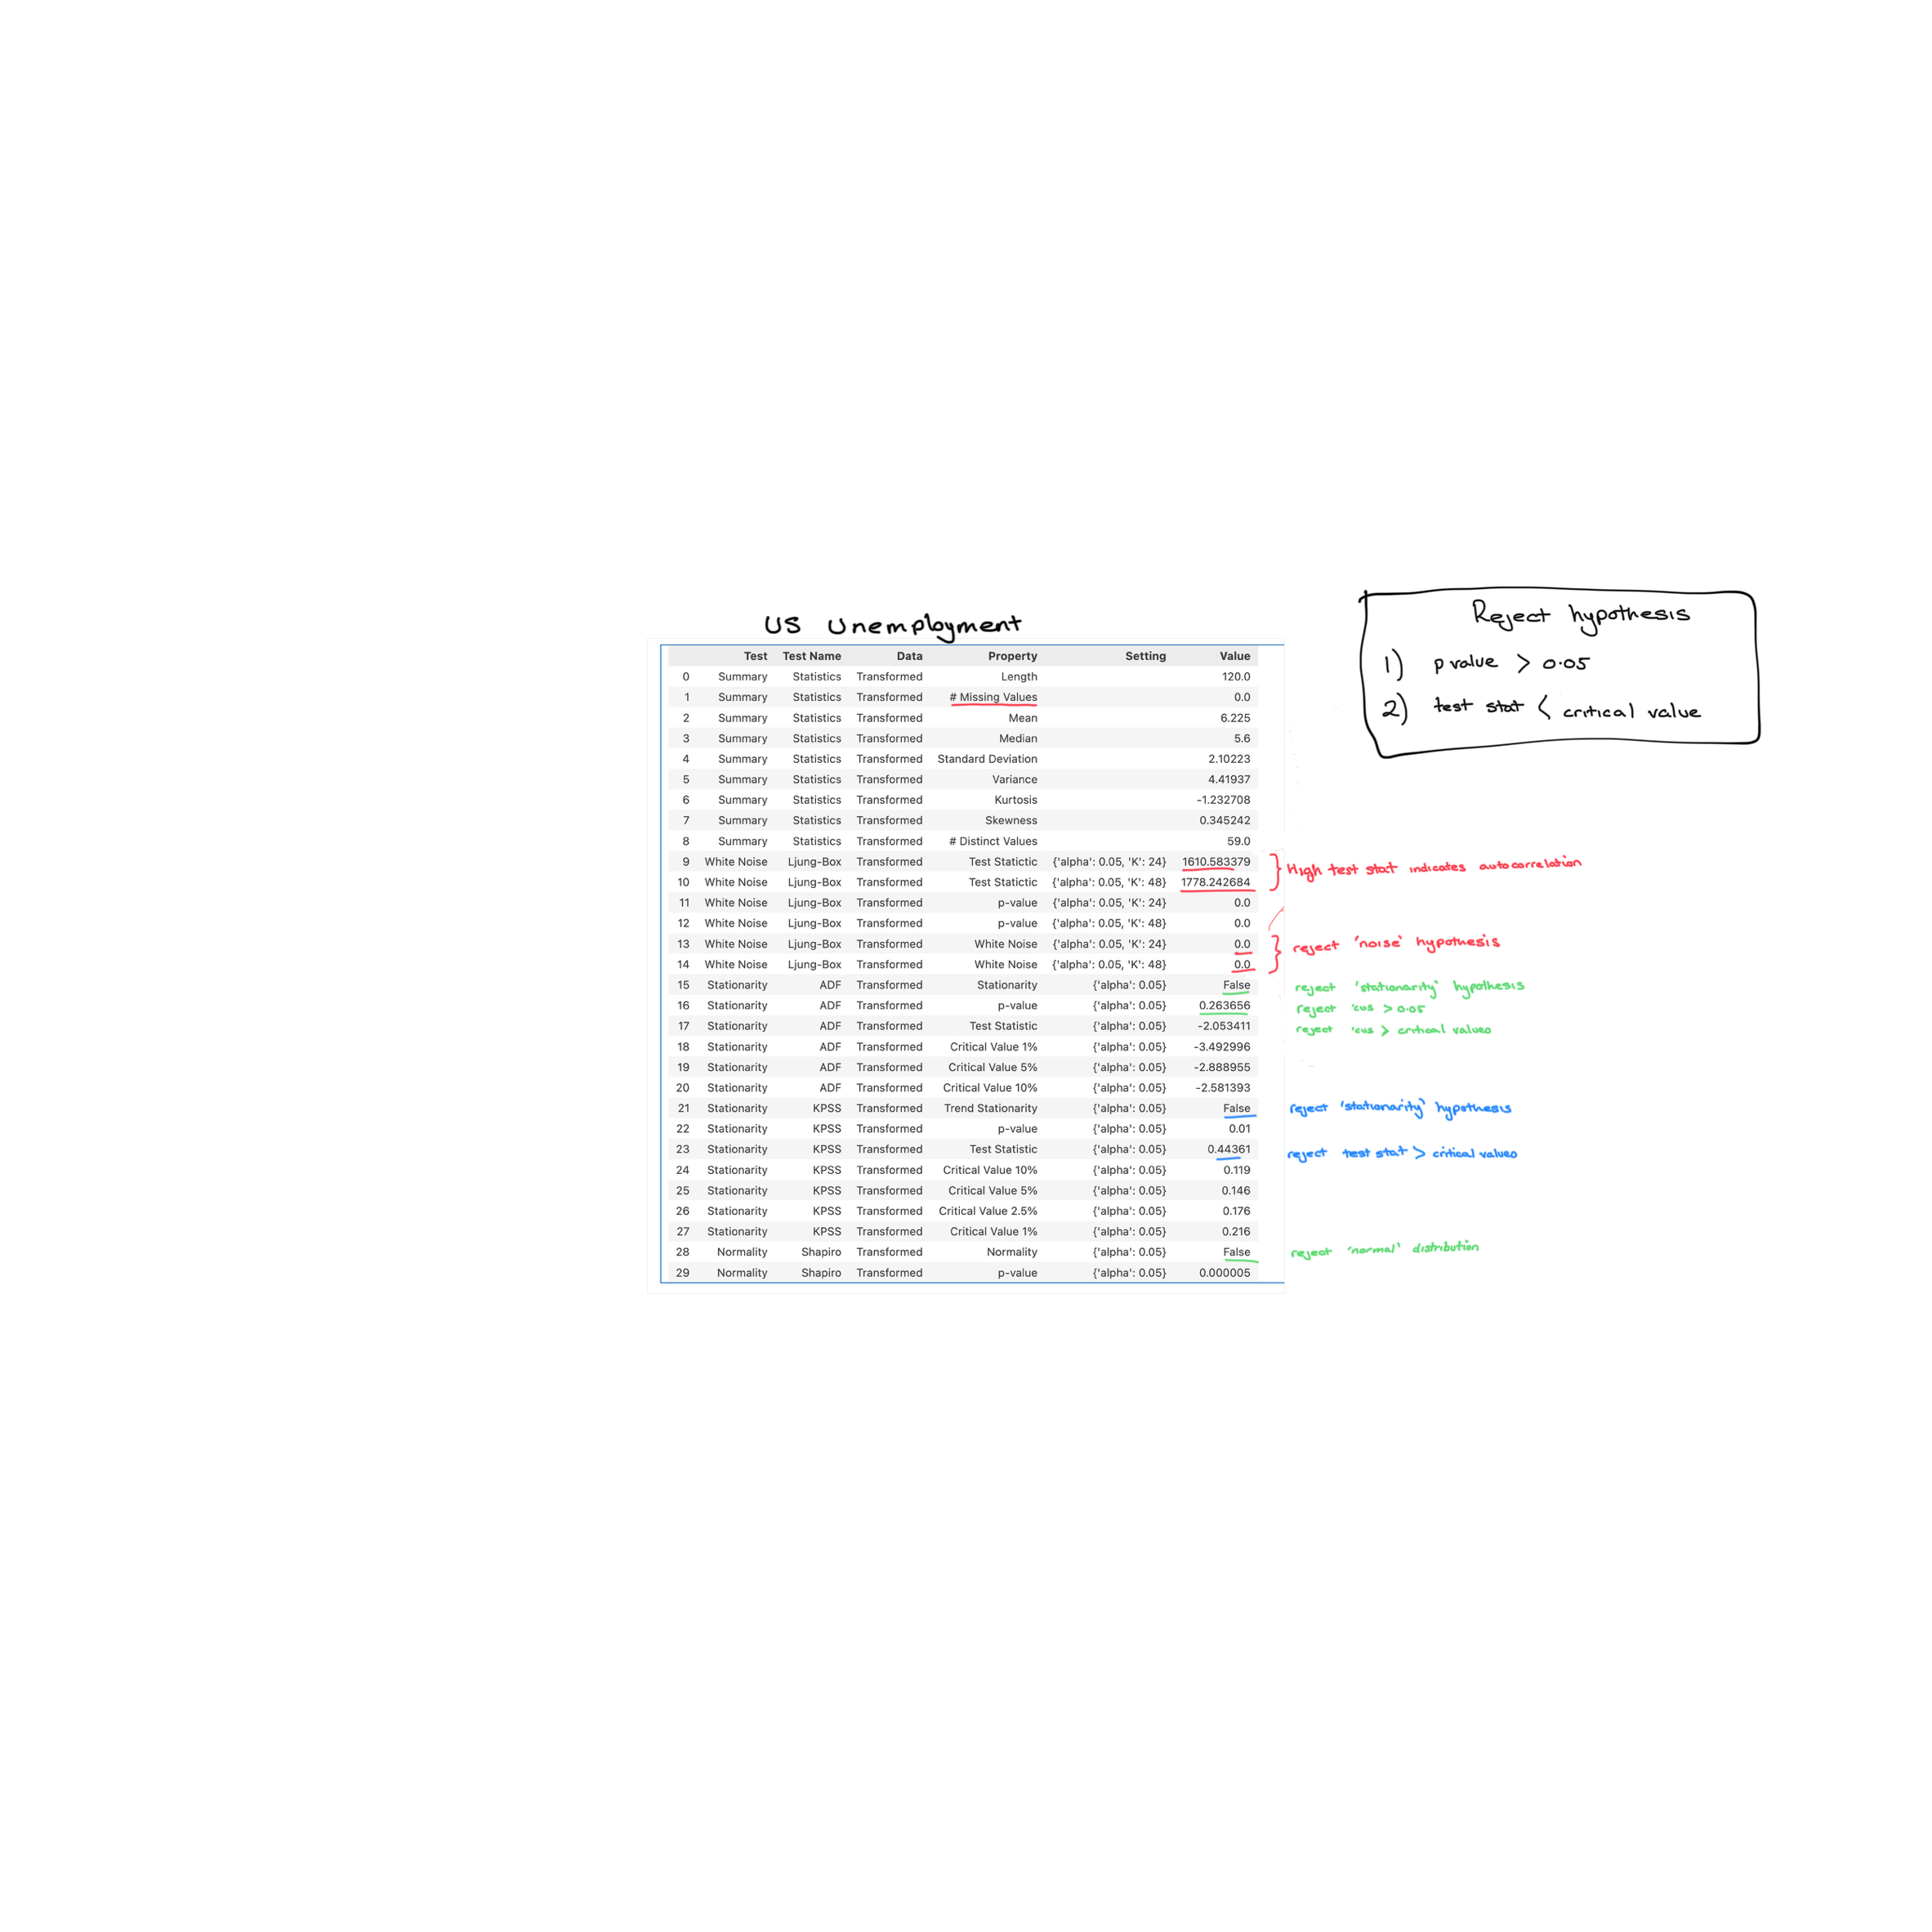 US Unemployment
Reject hypothesis
1) p value > 0.05
2) test stat < critical value
Test Test Name Data Property Setting Value
0 Summary Statistics Transformed Length 120.0
1 Summary Statistics Transformed # Missing Values 0.0
2 Summary Statistics Transformed Mean 6.225
3 Summary Statistics Transformed Median 5.6
4 Summary Statistics Transformed Standard Deviation 2.10223
5 Summary Statistics Transformed Variance 4.41937
6 Summary Statistics Transformed Kurtosis -1.232708
7 Summary Statistics Transformed Skewness 0.345242
8 Summary Statistics Transformed # Distinct Values 59.0
9 White Noise Ljung-Box Transformed Test Statictic {'alpha': 0.05, 'K': 24} 1610.583379
10 White Noise Ljung-Box Transformed Test Statictic {'alpha': 0.05, 'K': 48} 1778.242684
High test stat indicates autocorrelation
11 White Noise Ljung-Box Transformed p-value {'alpha': 0.05, 'K': 24} 0.0
12 White Noise Ljung-Box Transformed p-value {'alpha': 0.05, 'K': 48} 0.0
13 White Noise Ljung-Box Transformed White Noise {'alpha': 0.05, 'K': 24} 0.0
14 White Noise Ljung-Box Transformed White Noise {'alpha': 0.05, 'K': 48} 0.0
reject 'noise' hypothesis
15 Stationarity ADF Transformed Stationarity {'alpha': 0.05} False reject 'stationarity' hypothesis
16 Stationarity ADF Transformed p-value {'alpha': 0.05} 0.263656 reject 'cus > 0.05
17 Stationarity ADF Transformed Test Statistic {'alpha': 0.05} -2.053411 reject 'cus > critical values
18 Stationarity ADF Transformed Critical Value 1% {'alpha': 0.05} -3.492996
19 Stationarity ADF Transformed Critical Value 5% {'alpha': 0.05} -2.888955
20 Stationarity ADF Transformed Critical Value 10% {'alpha': 0.05} -2.581393
21 Stationarity KPSS Transformed Trend Stationarity {'alpha': 0.05} False reject 'stationarity' hypothesis
22 Stationarity KPSS Transformed p-value {'alpha': 0.05} 0.01
23 Stationarity KPSS Transformed Test Statistic {'alpha': 0.05} 0.44361 reject test stat > critical values
24 Stationarity KPSS Transformed Critical Value 10% {'alpha': 0.05} 0.119
25 Stationarity KPSS Transformed Critical Value 5% {'alpha': 0.05} 0.146
26 Stationarity KPSS Transformed Critical Value 2.5% {'alpha': 0.05} 0.176
27 Stationarity KPSS Transformed Critical Value 1% {'alpha': 0.05} 0.216
28 Normality Shapiro Transformed Normality {'alpha': 0.05} False reject 'normal' distribution
29 Normality Shapiro Transformed p-value {'alpha': 0.05} 0.000005